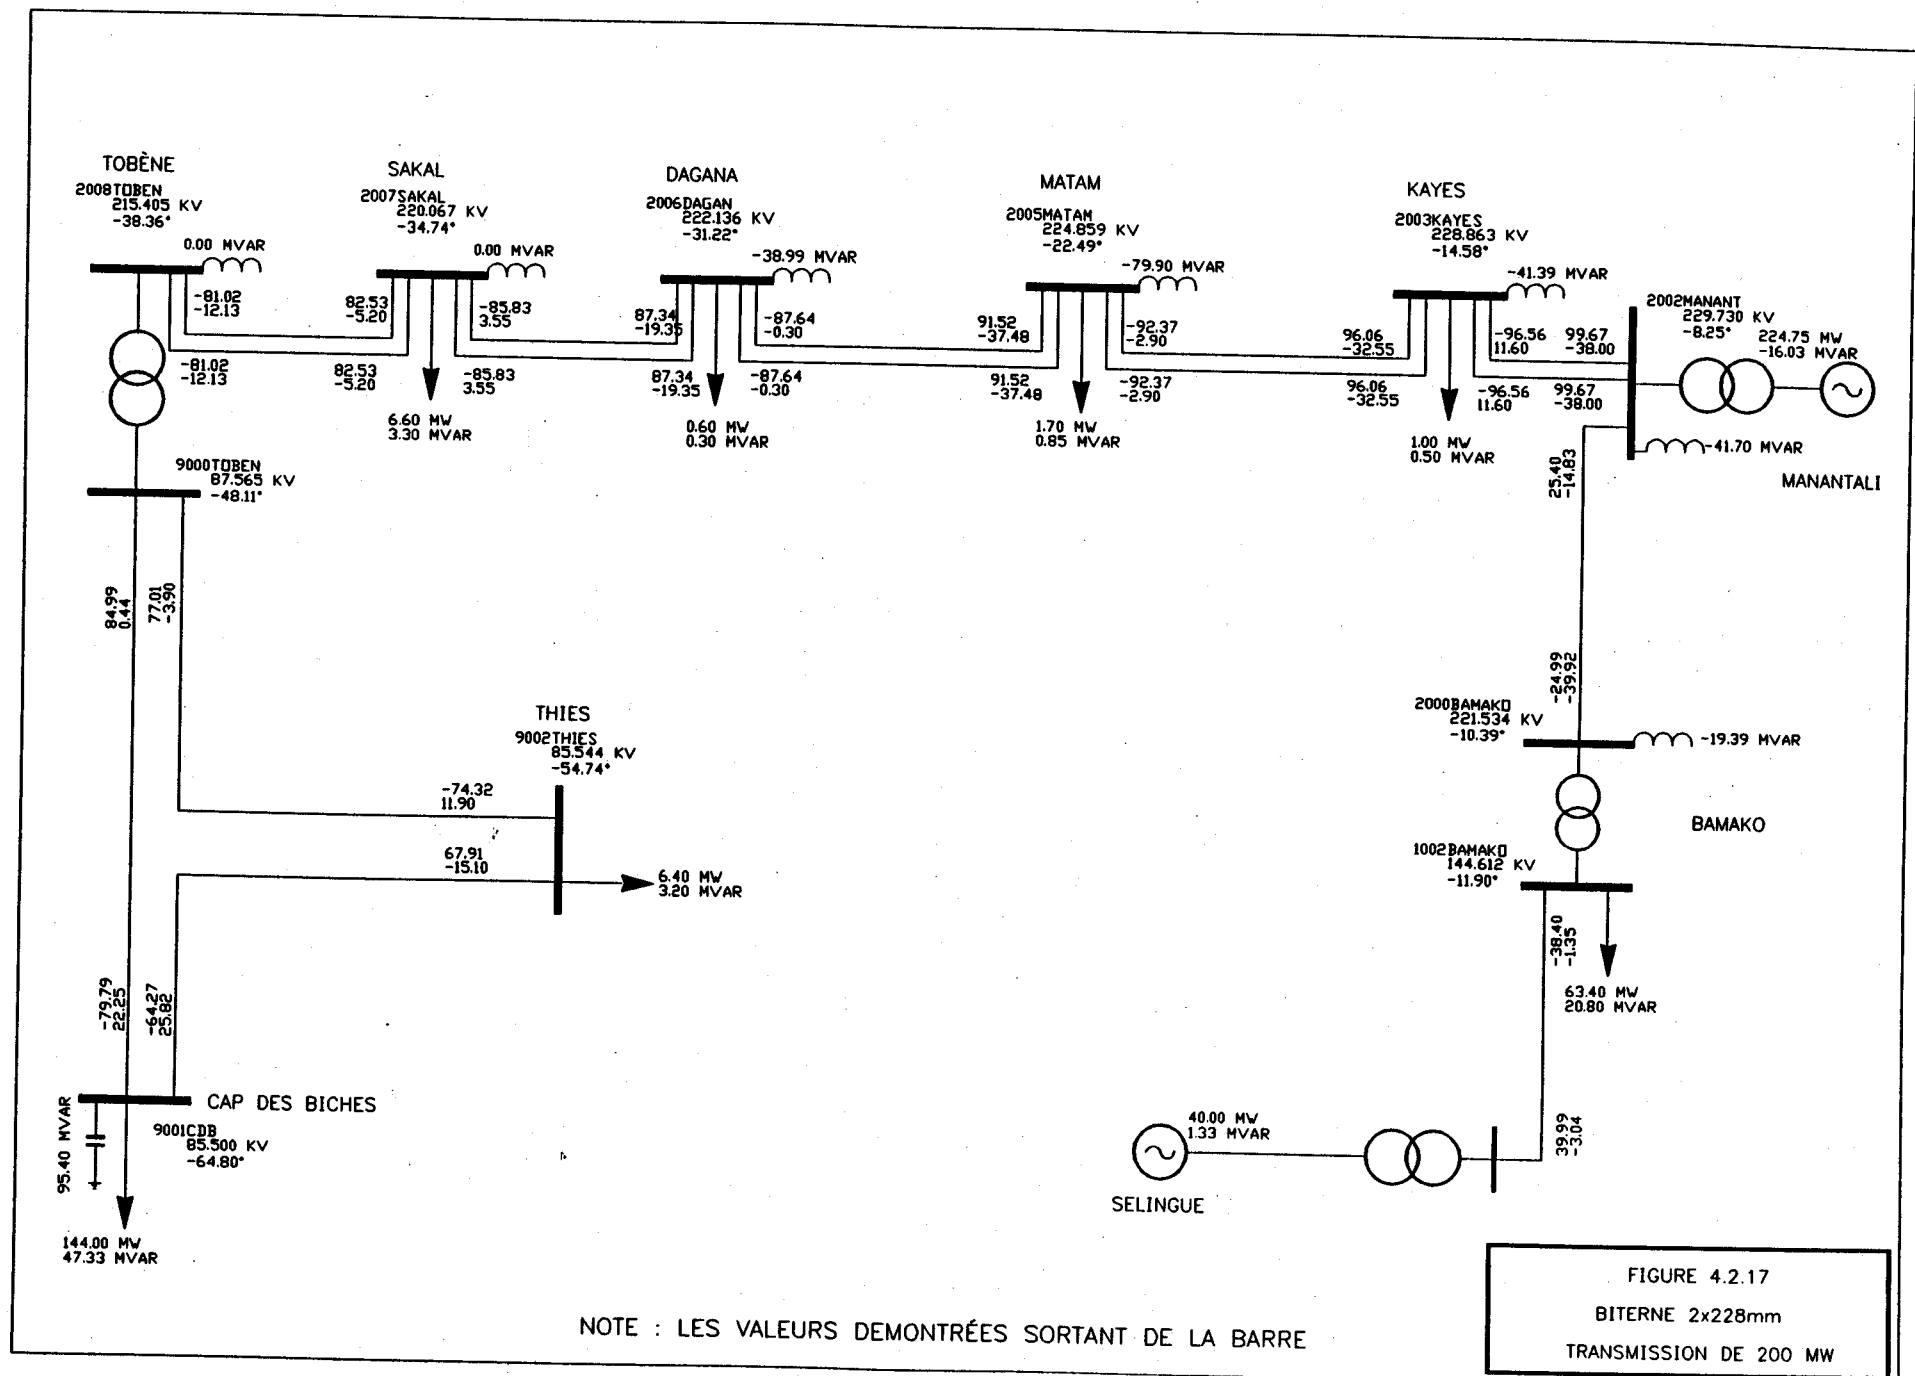 TOBÈNE
2008TOBEN
215.405 KV
-38.36°
0.00 MVAR
SAKAL
2007SAKAL
220.067 KV
-34.74°
0.00 MVAR
DAGANA
2006DAGAN
222.136 KV
-31.22°
-38.99 MVAR
MATAM
2005MATAM
224.859 KV
-22.49°
-79.90 MVAR
KAYES
2003KAYES
228.863 KV
-14.58°
-41.39 MVAR
2002MANANT
229.730 KV
-8.25°
224.75 MW
-16.03 MVAR
-81.02
-12.13
82.53
-5.20
-85.83
3.55
87.34
-19.35
-87.64
-0.30
91.52
-37.48
-92.37
-2.90
96.06
-32.55
-96.56
11.60
99.67
-38.00
-81.02
-12.13
82.53
-5.20
-85.83
3.55
87.34
-19.35
-87.64
-0.30
91.52
-37.48
-92.37
-2.90
96.06
-32.55
-96.56
11.60
99.67
-38.00
6.60 MW
3.30 MVAR
0.60 MW
0.30 MVAR
1.70 MW
0.85 MVAR
1.00 MW
0.50 MVAR
-41.70 MVAR
MANANTALI
25.40
-14.83
9000TOBEN
87.565 KV
-48.11°
84.99
0.44
77.01
-3.90
-24.99
-39.92
THIES
9002THIES
85.544 KV
-54.74°
2000BAMAKO
221.534 KV
-10.39°
-19.39 MVAR
-74.32
11.90
67.91
-15.10
6.40 MW
3.20 MVAR
BAMAKO
1002BAMAKO
144.612 KV
-11.90°
-38.40
-1.35
63.40 MW
20.80 MVAR
-79.79
22.25
-64.27
25.82
CAP DES BICHES
9001CDB
85.500 KV
-64.80°
95.40 MVAR
144.00 MW
47.33 MVAR
40.00 MW
1.33 MVAR
39.99
-3.04
SELINGUE
NOTE : LES VALEURS DEMONTRÉES SORTANT DE LA BARRE
FIGURE 4.2.17
BITERNE 2x228mm
TRANSMISSION DE 200 MW